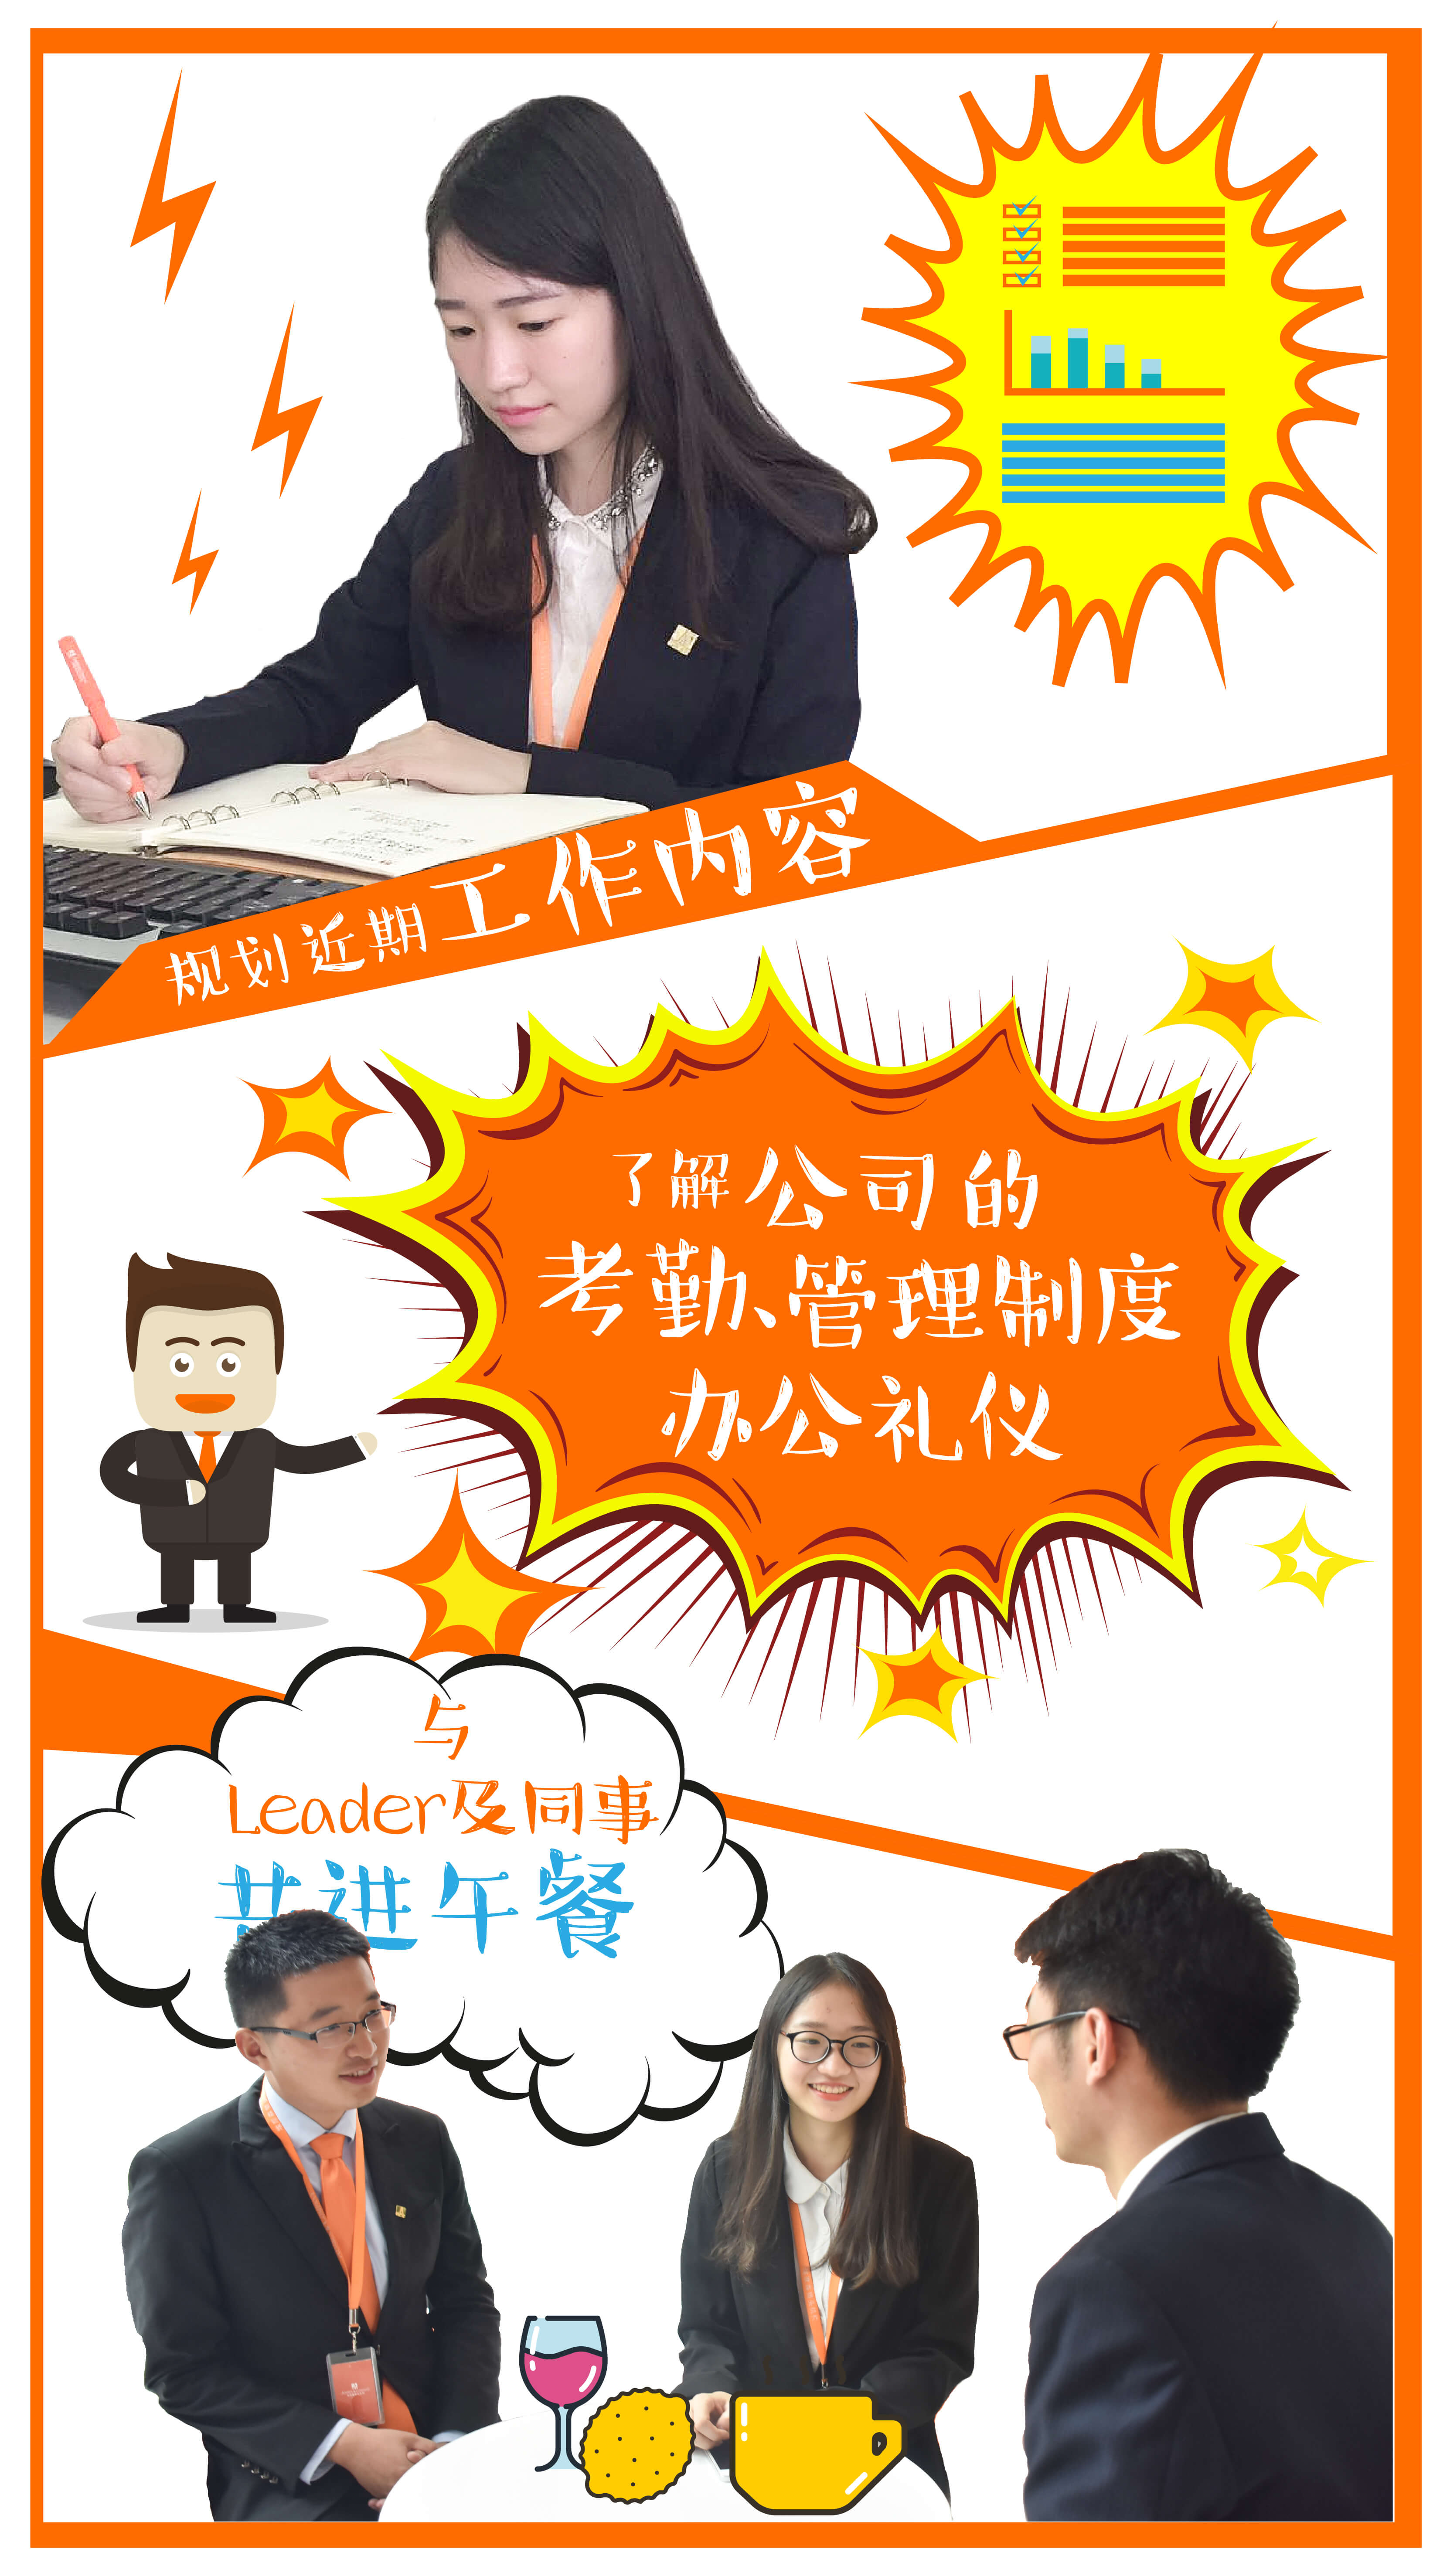 规划近期工作内容
了解公司的
考勤、管理制度
办公礼仪
与
Leader及同事
共进午餐